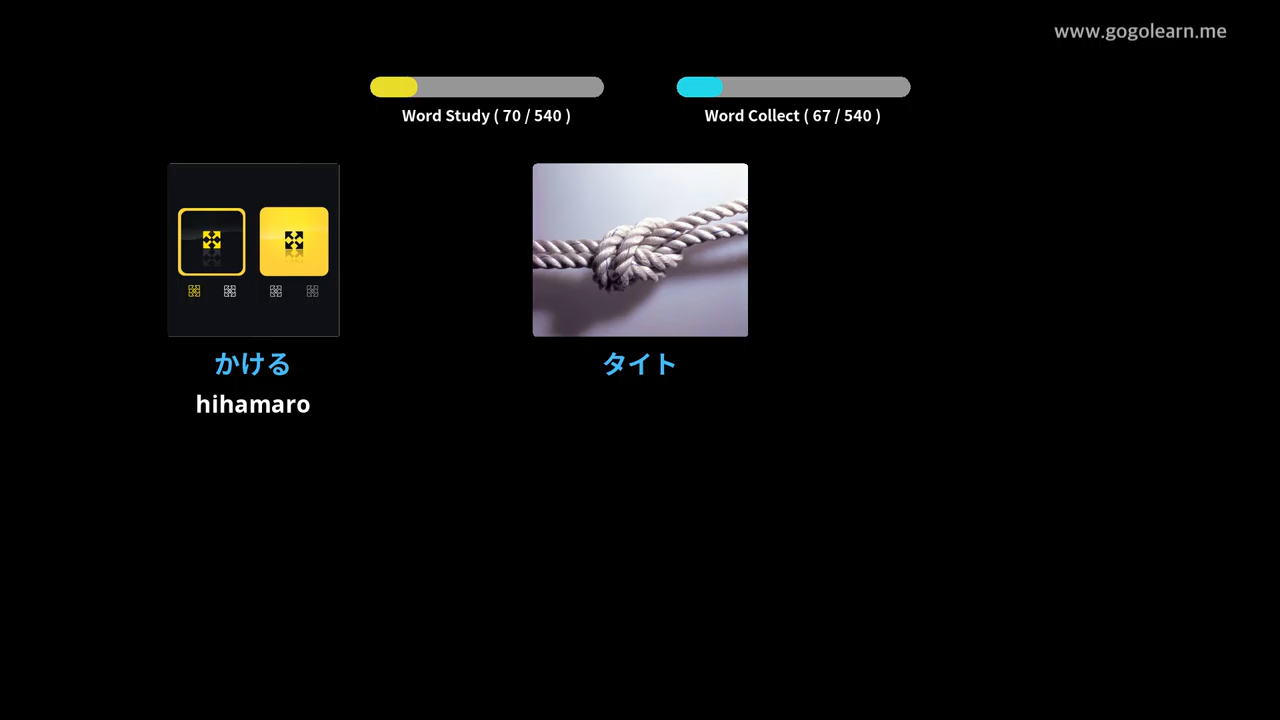 www.gogolearn.me
Word Study ( 70 / 540 )
Word Collect ( 67 / 540 )
かける
タイト
hihamaro